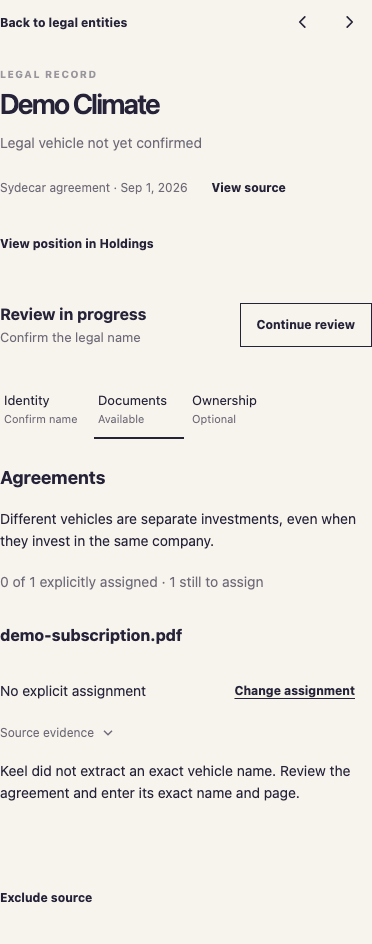 Back to legal entities
LEGAL RECORD
Demo Climate
Legal vehicle not yet confirmed
Sydecar agreement · Sep 1, 2026 View source
View position in Holdings
Review in progress
Confirm the legal name
Continue review
Identity
Confirm name
Documents
Available
Ownership
Optional
Agreements
Different vehicles are separate investments, even when
they invest in the same company.
0 of 1 explicitly assigned · 1 still to assign
demo-subscription.pdf
No explicit assignment
Change assignment
Source evidence
Keel did not extract an exact vehicle name. Review the
agreement and enter its exact name and page.
Exclude source